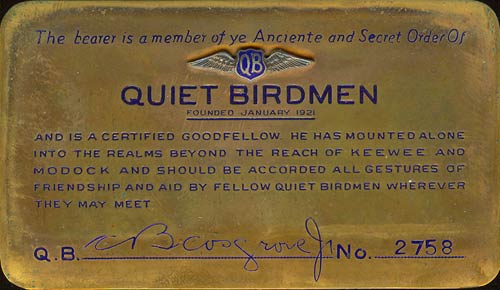 The bearer is a member of ye Anciente and Secret Order Of
QB
QUIET BIRDMEN
FOUNDED JANUARY 1921
AND IS A CERTIFIED GOODFELLOW. HE HAS MOUNTED ALONE
INTO THE REALMS BEYOND THE REACH OF KEEWEE AND
MODOCK AND SHOULD BE ACCORDED ALL GESTURES OF
FRIENDSHIP AND AID BY FELLOW QUIET BIRDMEN WHEREVER
THEY MAY MEET
Q.B. C B Cosgrove Jr No. 2758